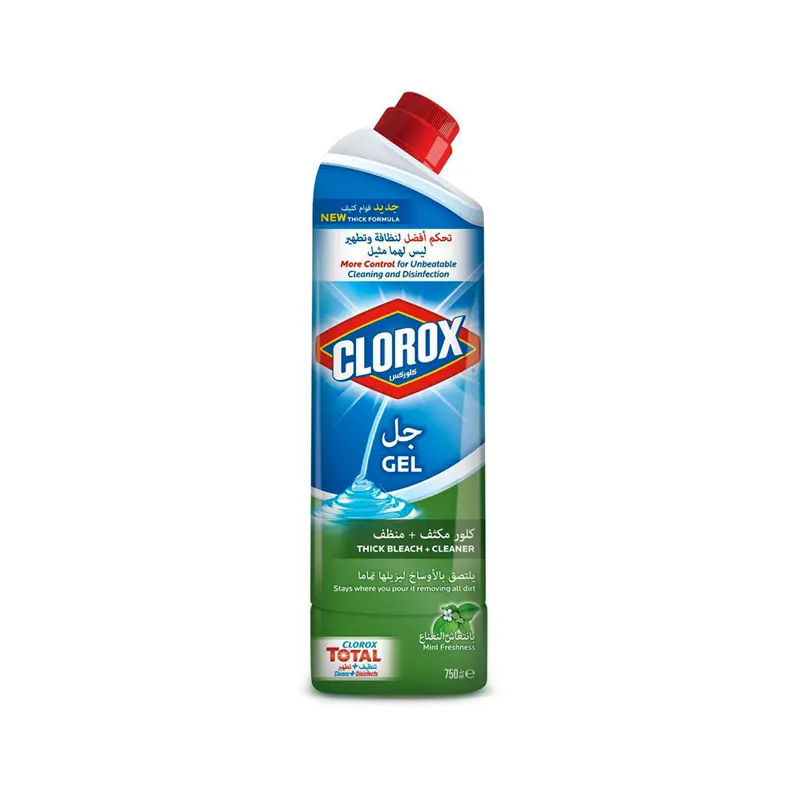 جديد قوام كثيف
NEW THICK FORMULA
تحكم أفضل لنظافة وتطهير
ليس لهما مثيل
More Control for Unbeatable
Cleaning and Disinfection
CLOROX
كلوركس
جل
GEL
كلور مكثف + منظف
THICK BLEACH + CLEANER
يلتصق بالأوساخ ليزيلها تماما
Stays where you pour it removing all dirt
بانتعاش النعناع
Mint Freshness
CLOROX
TOTAL
تنظيف + تطهير
Cleans + Disinfects
750 ml ℮